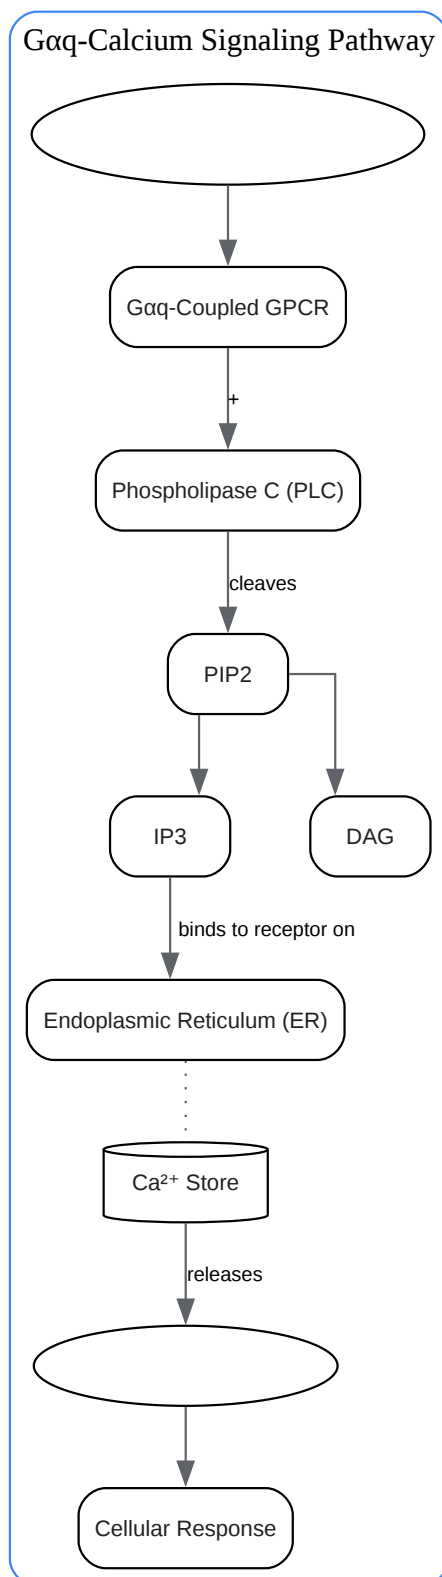 Gαq-Calcium Signaling Pathway
Gαq-Coupled GPCR
+
Phospholipase C (PLC)
cleaves
PIP2
IP3
DAG
binds to receptor on
Endoplasmic Reticulum (ER)
Ca²⁺ Store
releases
Cellular Response